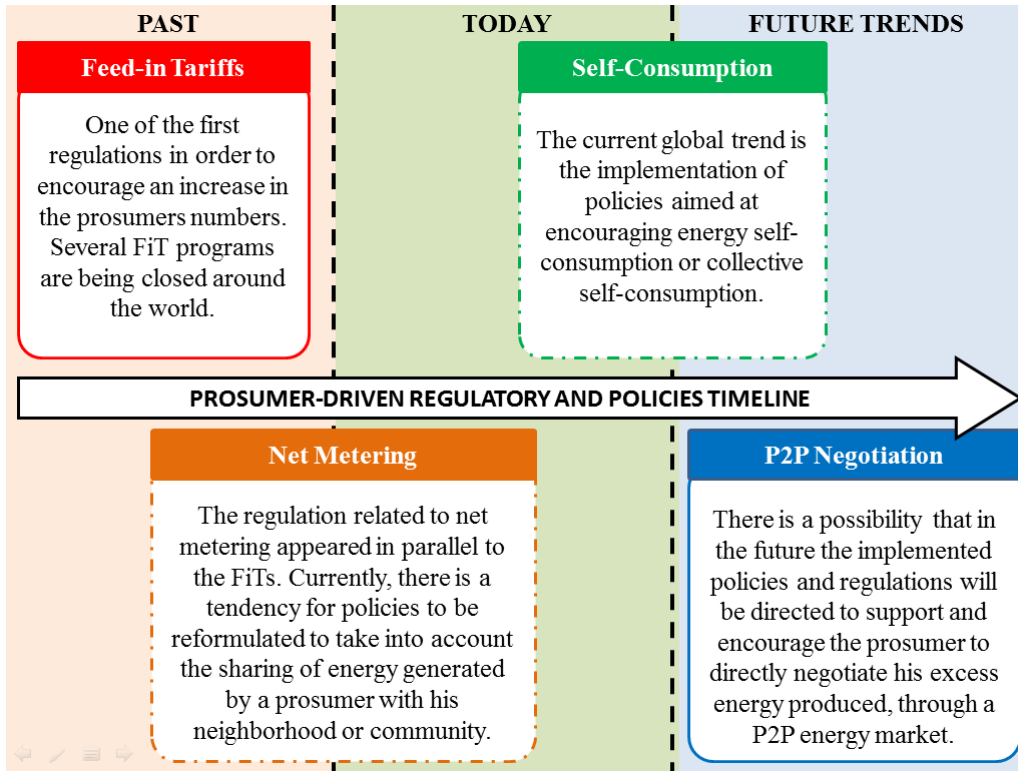 PAST
TODAY
FUTURE TRENDS
Feed-in Tariffs
One of the first
regulations in order to
encourage an increase in
the prosumers numbers.
Several FiT programs
are being closed around
the world.
Self-Consumption
The current global trend is
the implementation of
policies aimed at
encouraging energy self-
consumption or collective
self-consumption.
PROSUMER-DRIVEN REGULATORY AND POLICIES TIMELINE
Net Metering
The regulation related to net
metering appeared in parallel to
the FiTs. Currently, there is a
tendency for policies to be
reformulated to take into account
the sharing of energy generated
by a prosumer with his
neighborhood or community.
P2P Negotiation
There is a possibility that in
the future the implemented
policies and regulations will
be directed to support and
encourage the prosumer to
directly negotiate his excess
energy produced, through a
P2P energy market.